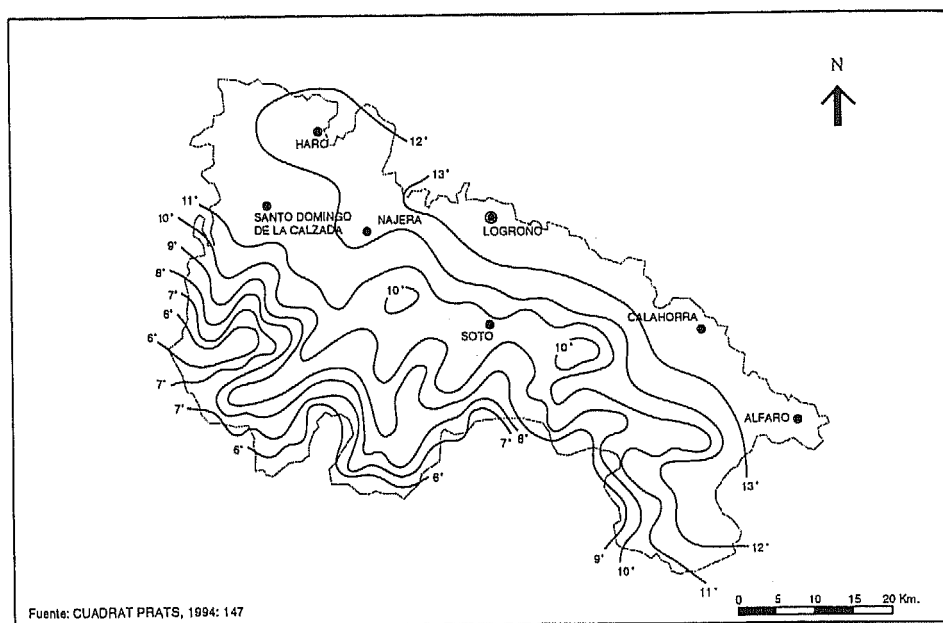 N
HARO
12°
13°
11°
SANTO DOMINGO
DE LA CALZADA
NAJERA
LOGROÑO
10°
9°
8°
7°
6°
6°
7°
7°
6°
10°
SOTO
10°
CALAHORRA
ALFARO
7°
8°
6°
13°
12°
9°
10°
11°
Fuente: CUADRAT PRATS, 1994: 147
0 5 10 15 20 Km.